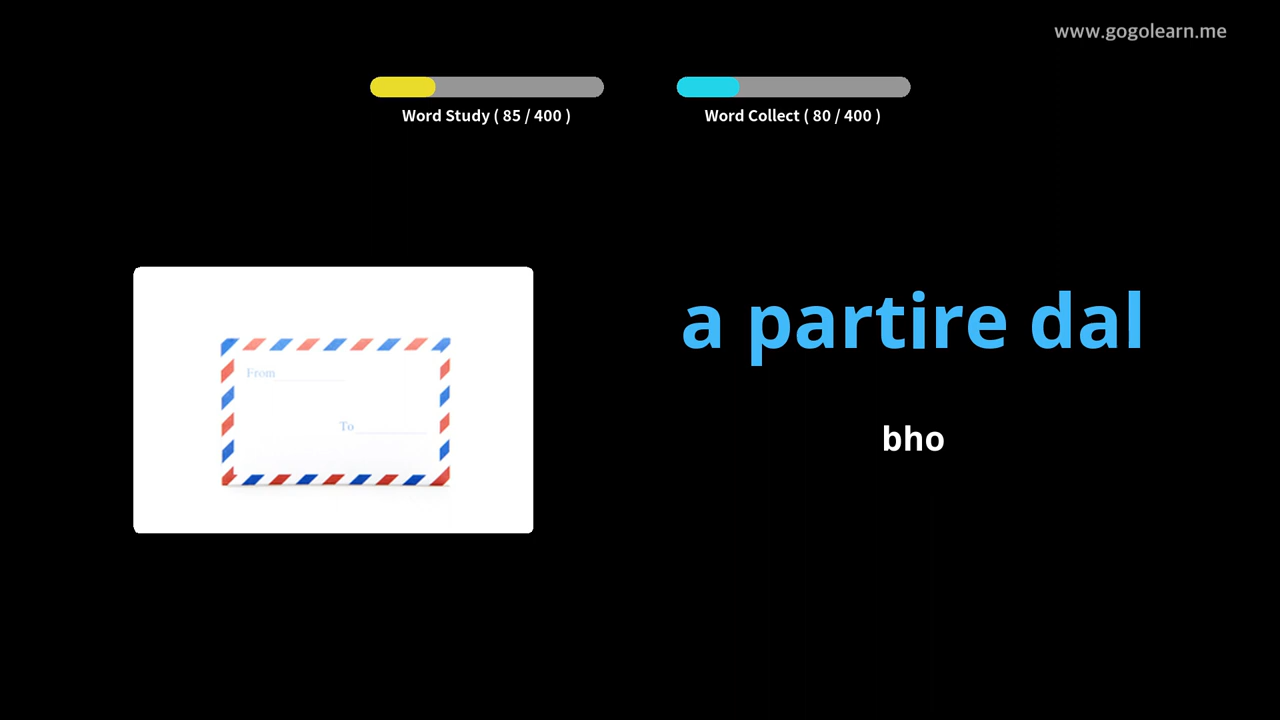 www.gogolearn.me
Word Study ( 85 / 400 )
Word Collect ( 80 / 400 )
From
To
a partire dal
bho